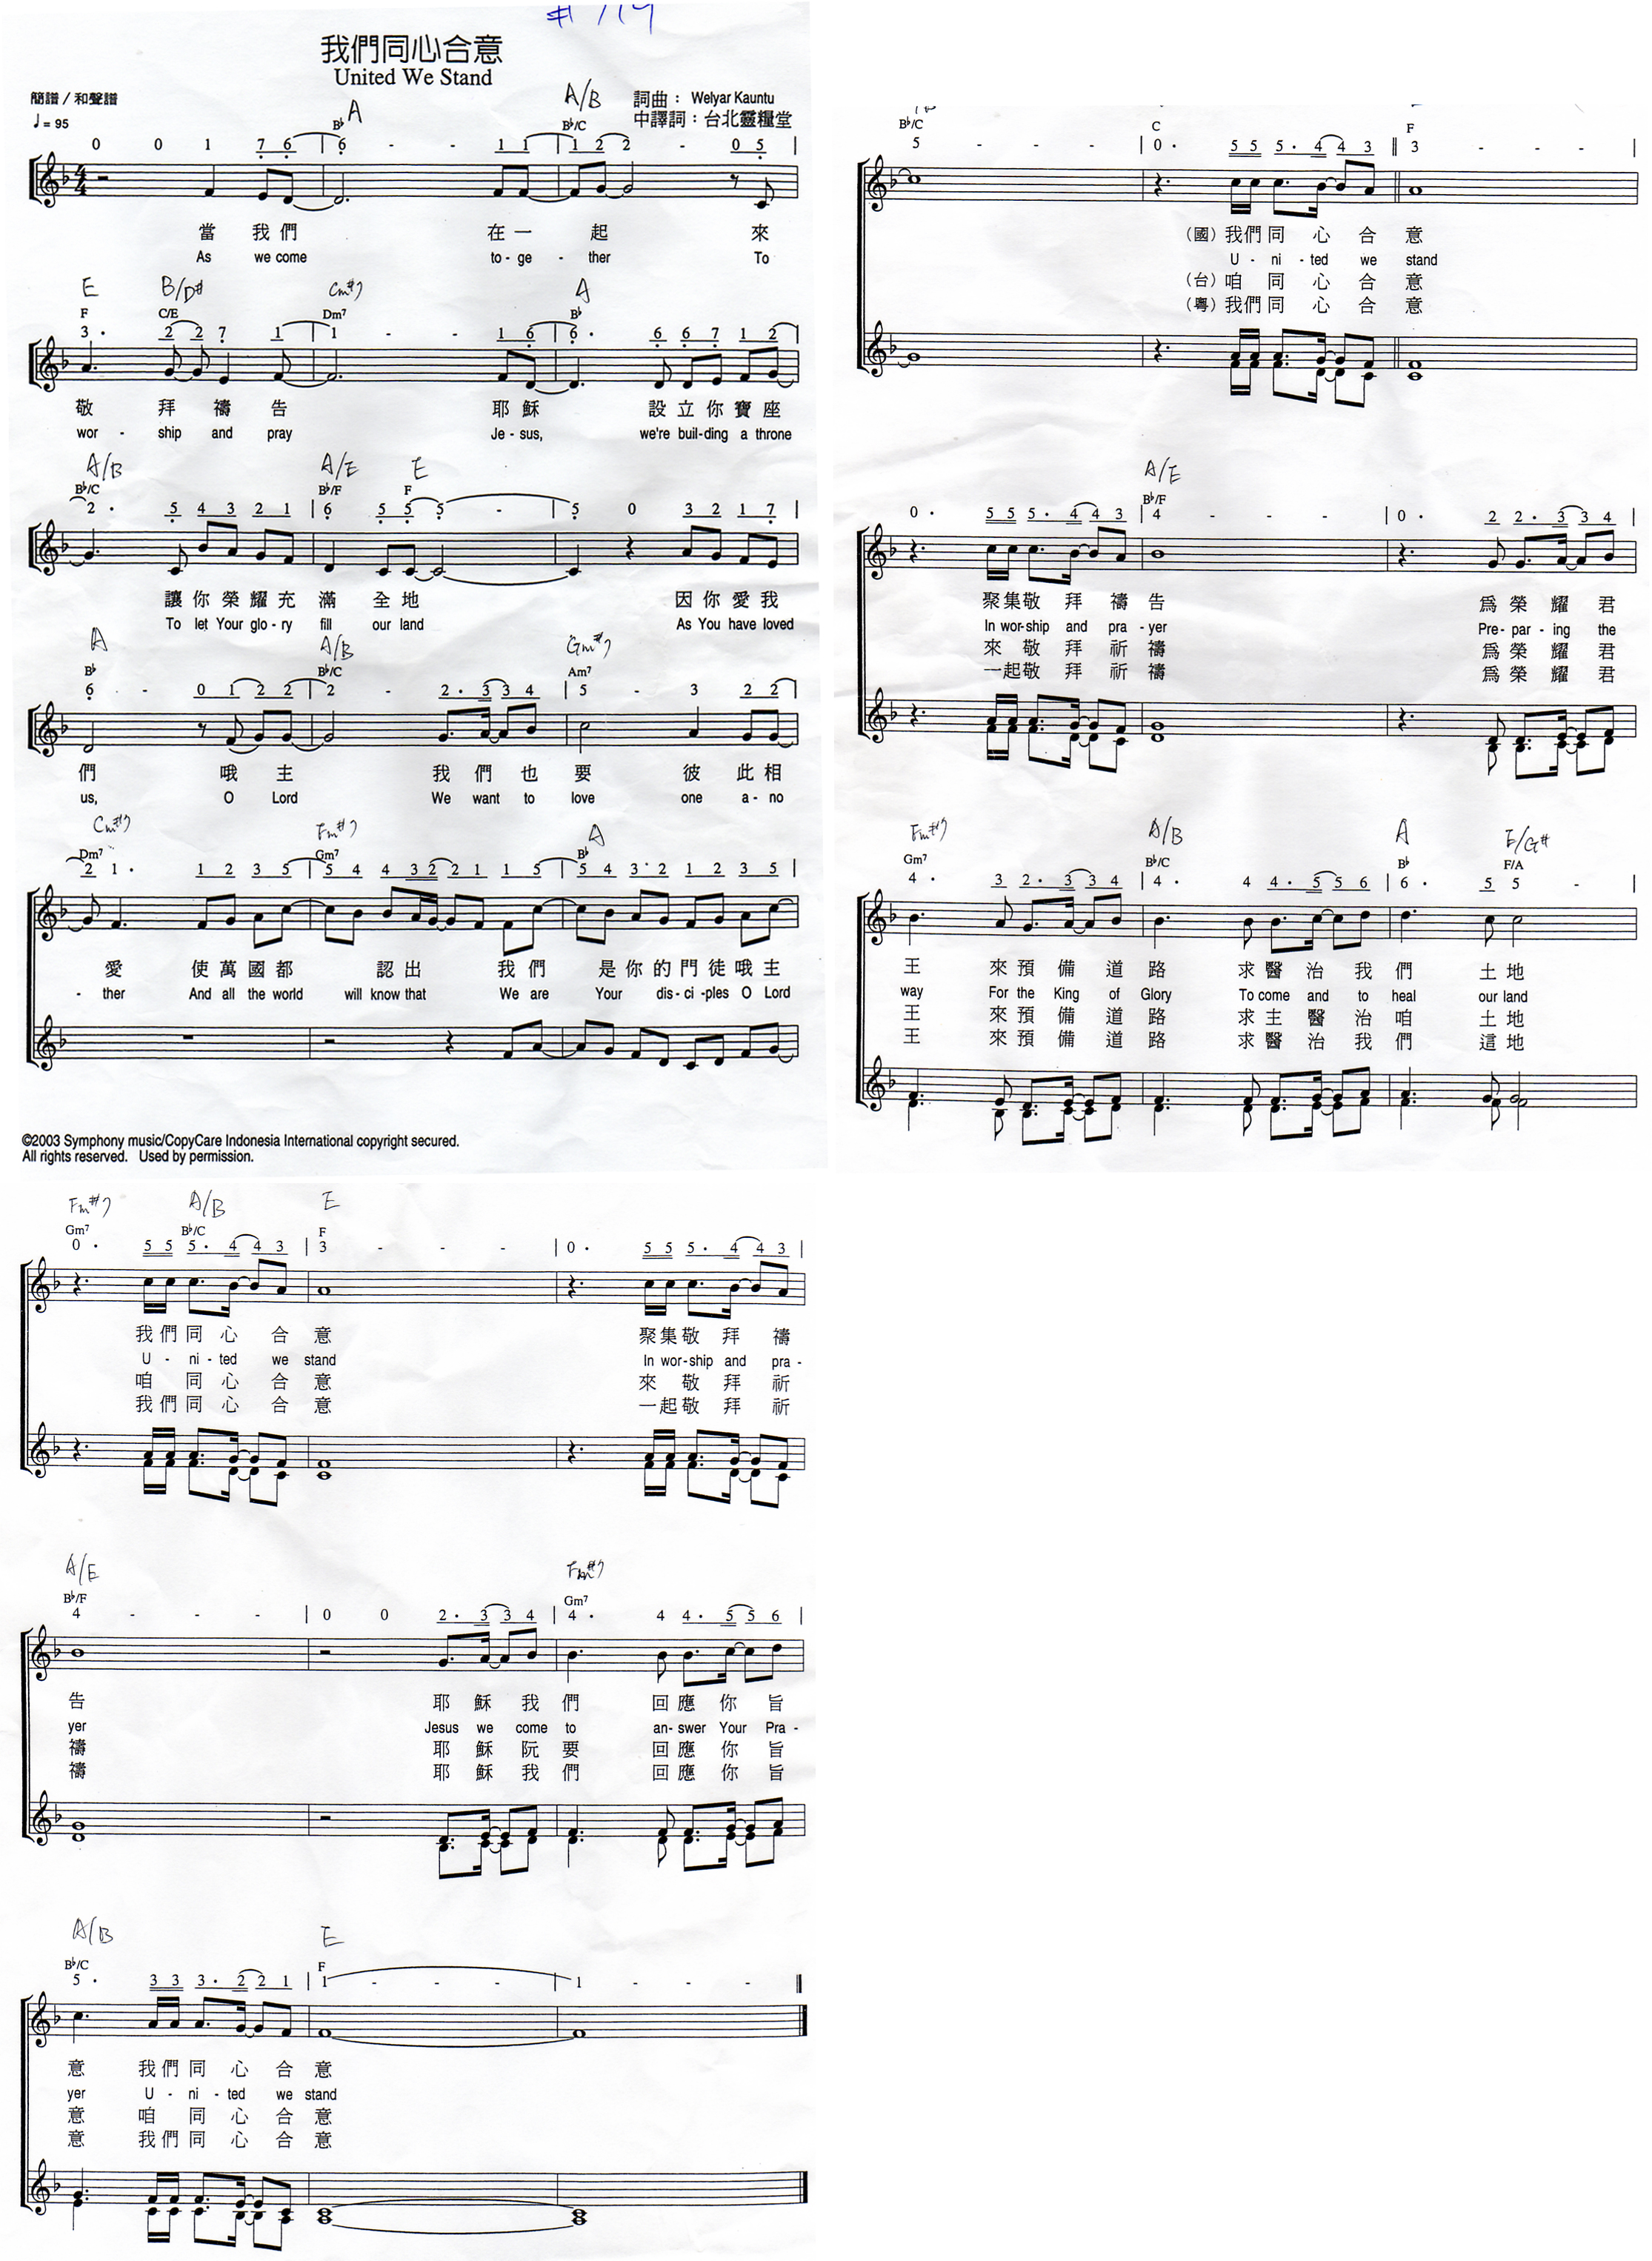 我們同心合意
United We Stand
簡譜 / 和聲譜
♩= 95
詞曲： Welyar Kauntu
中譯詞：台北靈糧堂
A A/B
B♭ B♭/C
0 0 1 7 6 | 6 - - 1 1 | 1 2 2 - 0 5 |
當 我 們 在 一 起 來
As we come to - ge - ther To
E B/D# Cm#7 A
F C/E Dm7 B♭
3 · 2 2 7 1 | 1 - - 1 6 | 6 · 6 6 7 1 2 |
敬 拜 禱 告 耶 穌 設 立 你 寶 座
wor - ship and pray Je - sus, we're buil-ding a throne
A/B A/E E
B♭/C B♭/F F
2 · 5 4 3 2 1 | 6 5 5 5 - | 5 0 3 2 1 7 |
讓 你 榮 耀 充 滿 全 地 因 你 愛 我
To let Your glo - ry fill our land As You have loved
A A/B Gm#7
B♭ B♭/C Am7
6 - 0 1 2 2 | 2 - 2 · 3 3 4 | 5 - 3 2 2 |
們 哦 主 我 們 也 要 彼 此 相
us, O Lord We want to love one a - no
Cm#7 Fm#7 A
Dm7 Gm7 B♭
2 1 · 1 2 3 5 | 5 4 4 3 2 2 1 1 5 | 5 4 3 2 1 2 3 5 |
愛 使 萬 國 都 認 出 我 們 是 你 的 門 徒 哦 主
- ther And all the world will know that We are Your dis - ci - ples O Lord
©2003 Symphony music/CopyCare Indonesia International copyright secured.
All rights reserved. Used by permission.
B♭/C C F
5 - - - | 0 · 5 5 5 · 4 4 3 || 3 - - - |
（國）我們 同 心 合 意
U - ni - ted we stand
（台）咱 同 心 合 意
（粵）我們 同 心 合 意
A/E
B♭/F
0 · 5 5 5 · 4 4 3 | 4 - - - | 0 · 2 2 · 3 3 4 |
聚集敬 拜 禱 告 爲 榮 耀 君
In wor-ship and pra - yer Pre - par - ing the
來 敬 拜 祈 禱 爲 榮 耀 君
一起敬 拜 祈 禱 爲 榮 耀 君
Fm#7 A/B A E/G#
Gm7 B♭/C B♭ F/A
4 · 3 2 · 3 3 4 | 4 · 4 4 · 5 5 6 | 6 · 5 5 - |
王 來 預 備 道 路 求 醫 治 我 們 土 地
way For the King of Glory To come and to heal our land
王 來 預 備 道 路 求 主 醫 治 咱 土 地
王 來 預 備 道 路 求 醫 治 我 們 這 地
Fm#7 A/B E
Gm7 B♭/C F
0 · 5 5 5 · 4 4 3 | 3 - - - | 0 · 5 5 5 · 4 4 3 |
我 們 同 心 合 意 聚 集 敬 拜 禱
U - ni - ted we stand In wor-ship and pra -
咱 同 心 合 意 來 敬 拜 祈
我 們 同 心 合 意 一 起 敬 拜 祈
A/E Fm#7
B♭/F Gm7
4 - - - | 0 0 2 · 3 3 4 | 4 · 4 4 · 5 5 6 |
告 耶 穌 我 們 回 應 你 旨
yer Jesus we come to an- swer Your Pra -
禱 耶 穌 阮 要 回 應 你 旨
禱 耶 穌 我 們 回 應 你 旨
A/B E
B♭/C F
5 · 3 3 3 · 2 2 1 | 1 - - - | 1 - - - ||
意 我 們 同 心 合 意
yer U - ni - ted we stand
意 咱 同 心 合 意
意 我 們 同 心 合 意